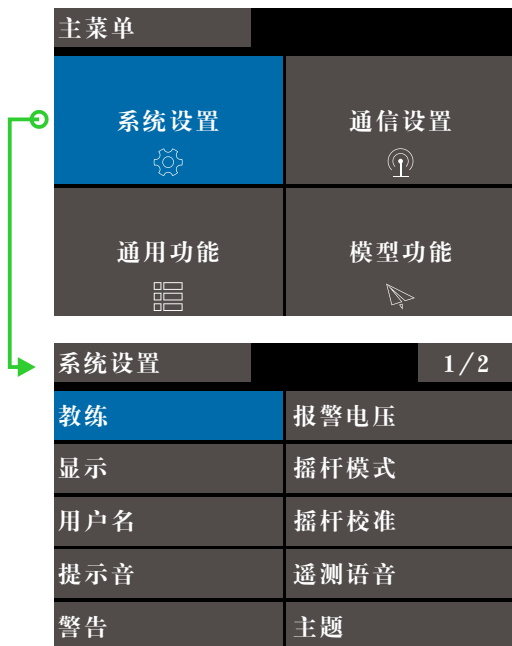 主菜单
系统设置 通信设置
通用功能 模型功能
系统设置 1/2
教练 报警电压
显示 摇杆模式
用户名 摇杆校准
提示音 遥测语音
警告 主题